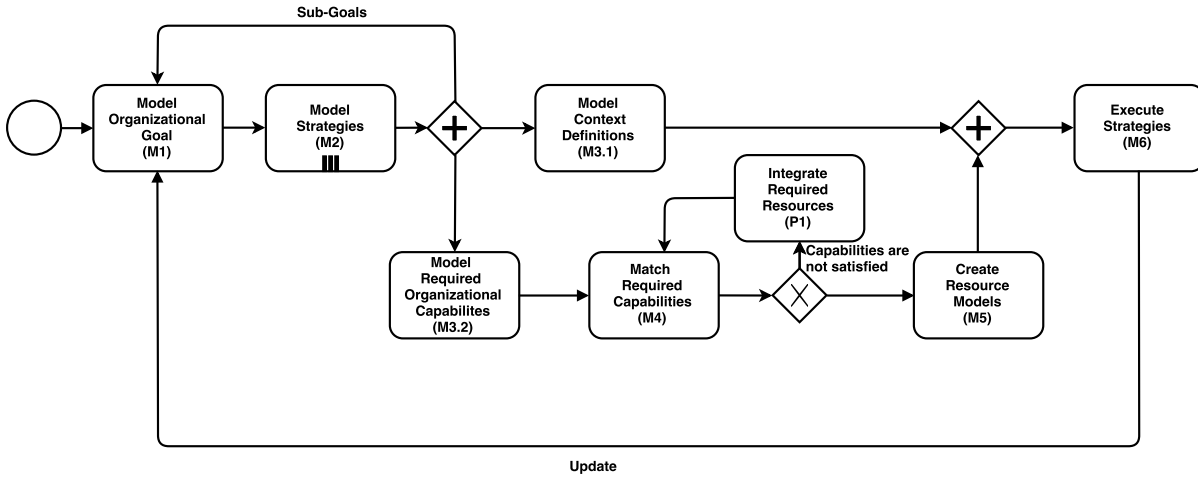 Sub-Goals
Model
Organizational
Goal
(M1)
Model
Strategies
(M2)
Model
Context
Definitions
(M3.1)
Execute
Strategies
(M6)
Integrate
Required
Resources
(P1)
Capabilities are
not satisfied
Model
Required
Organizational
Capabilites
(M3.2)
Match
Required
Capabilities
(M4)
Create
Resource
Models
(M5)
Update